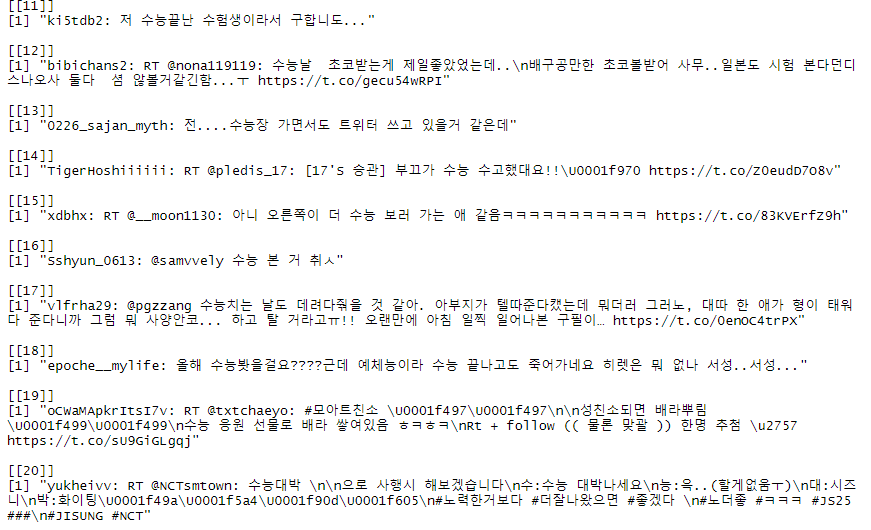 [[11]]
[1] "ki5tdb2: 저 수능끝난 수험생이라서 구합니도..."
[[12]]
[1] "bibichans2: RT @nona119119: 수능날  초코받는게 제일좋았었는데..\n배구공만한 초코볼받어 사무..일본도 시험 본다던디
스나오사 둘다  셤 않볼거같긴함...ㅜ https://t.co/gecu54wRPI"
[[13]]
[1] "0226_sajan_myth: 전....수능장 가면서도 트위터 쓰고 있을거 같은데"
[[14]]
[1] "TigerHoshiiiiii: RT @pledis_17: [17'S 승관] 부끄가 수능 수고했대요!!\U0001f970 https://t.co/Z0eudD7O8v"
[[15]]
[1] "xdbhx: RT @__moon1130: 아니 오른쪽이 더 수능 보러 가는 애 같음ㅋㅋㅋㅋㅋㅋㅋㅋㅋㅋㅋ https://t.co/83KVErfZ9h"
[[16]]
[1] "Sshyun_0613: @samvvely 수능 본 거 취ㅅ"
[[17]]
[1] "vlfrha29: @pgzzang 수능치는 날도 데려다줘을 것 같아. 아부지가 텔따준다캤는데 뭐더러 그러노, 대따 한 애가 형이 태워
다 준다니까 그럼 뭐 사양안코... 하고 탈 거라고ㅠ!! 오랜만에 아침 일찍 일어나본 구필이… https://t.co/0enOC4trPX"
[[18]]
[1] "epoche__mylife: 올해 수능봣을걸요????근데 예체능이라 수능 끝나고도 죽어가네요 히렛은 뭐 없나 서성..서성..."
[[19]]
[1] "oCWaMApkrItsI7v: RT @txtchaeyo: #모아트친소 \U0001f497\U0001f497\n\n성친소되면 배라뿌림
\U0001f499\U0001f499\n수능 응원 선물로 배라 쌓여있음 ㅎㅋㅎㅋ\nRt + follow (( 물론 맞팔 )) 한명 추첨 \u2757
https://t.co/sU9GiGLgqj"
[[20]]
[1] "yukheivv: RT @NCTsmtown: 수능대박 \n\n으로 사행시 해보겠습니다\n수:수능 대박나세요\n능:윽..(할게없음ㅜ)\n대:시즈
니\n박:화이팅\U0001f49a\U0001f5a4\U0001f90d\U0001f605\n#노력한거보다 #더잘나왔으면 #좋겠다 \n#노더좋 #ㅋㅋㅋ #JS25
###\n#JISUNG #NCT"